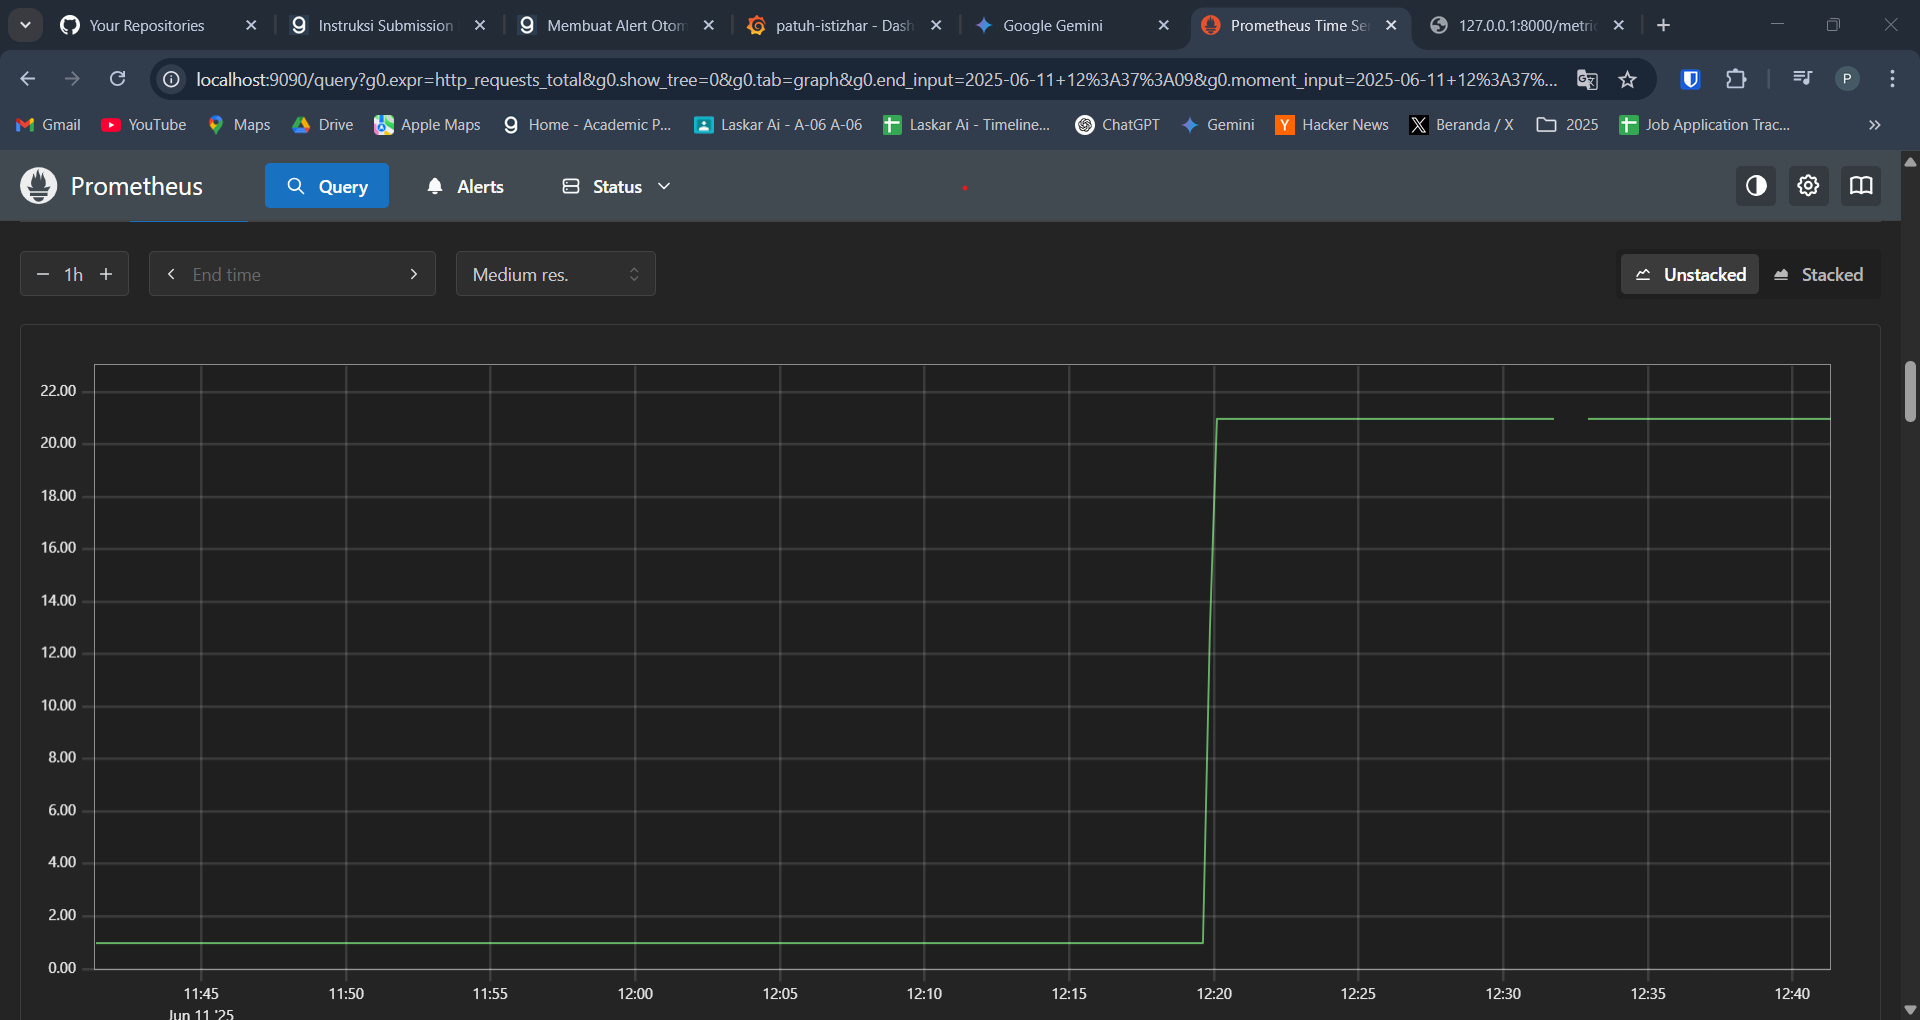 Your Repositories
Instruksi Submission
Membuat Alert Otom
patuh-istizhar - Dash
Google Gemini
Prometheus Time Se
127.0.0.1:8000/metri
localhost:9090/query?g0.expr=http_requests_total&g0.show_tree=0&g0.tab=graph&g0.end_input=2025-06-11+12%3A37%3A09&g0.moment_input=2025-06-11+12%3A37%...
P
Gmail
YouTube
Maps
Drive
Apple Maps
Home - Academic P...
Laskar Ai - A-06 A-06
Laskar Ai - Timeline...
ChatGPT
Gemini
Hacker News
Beranda / X
2025
Job Application Trac...
Prometheus
Query
Alerts
Status
− 1h +
End time
Medium res.
Unstacked
Stacked
22.00
20.00
18.00
16.00
14.00
12.00
10.00
8.00
6.00
4.00
2.00
0.00
11:45
11:50
11:55
12:00
12:05
12:10
12:15
12:20
12:25
12:30
12:35
12:40
Jun 11 '25